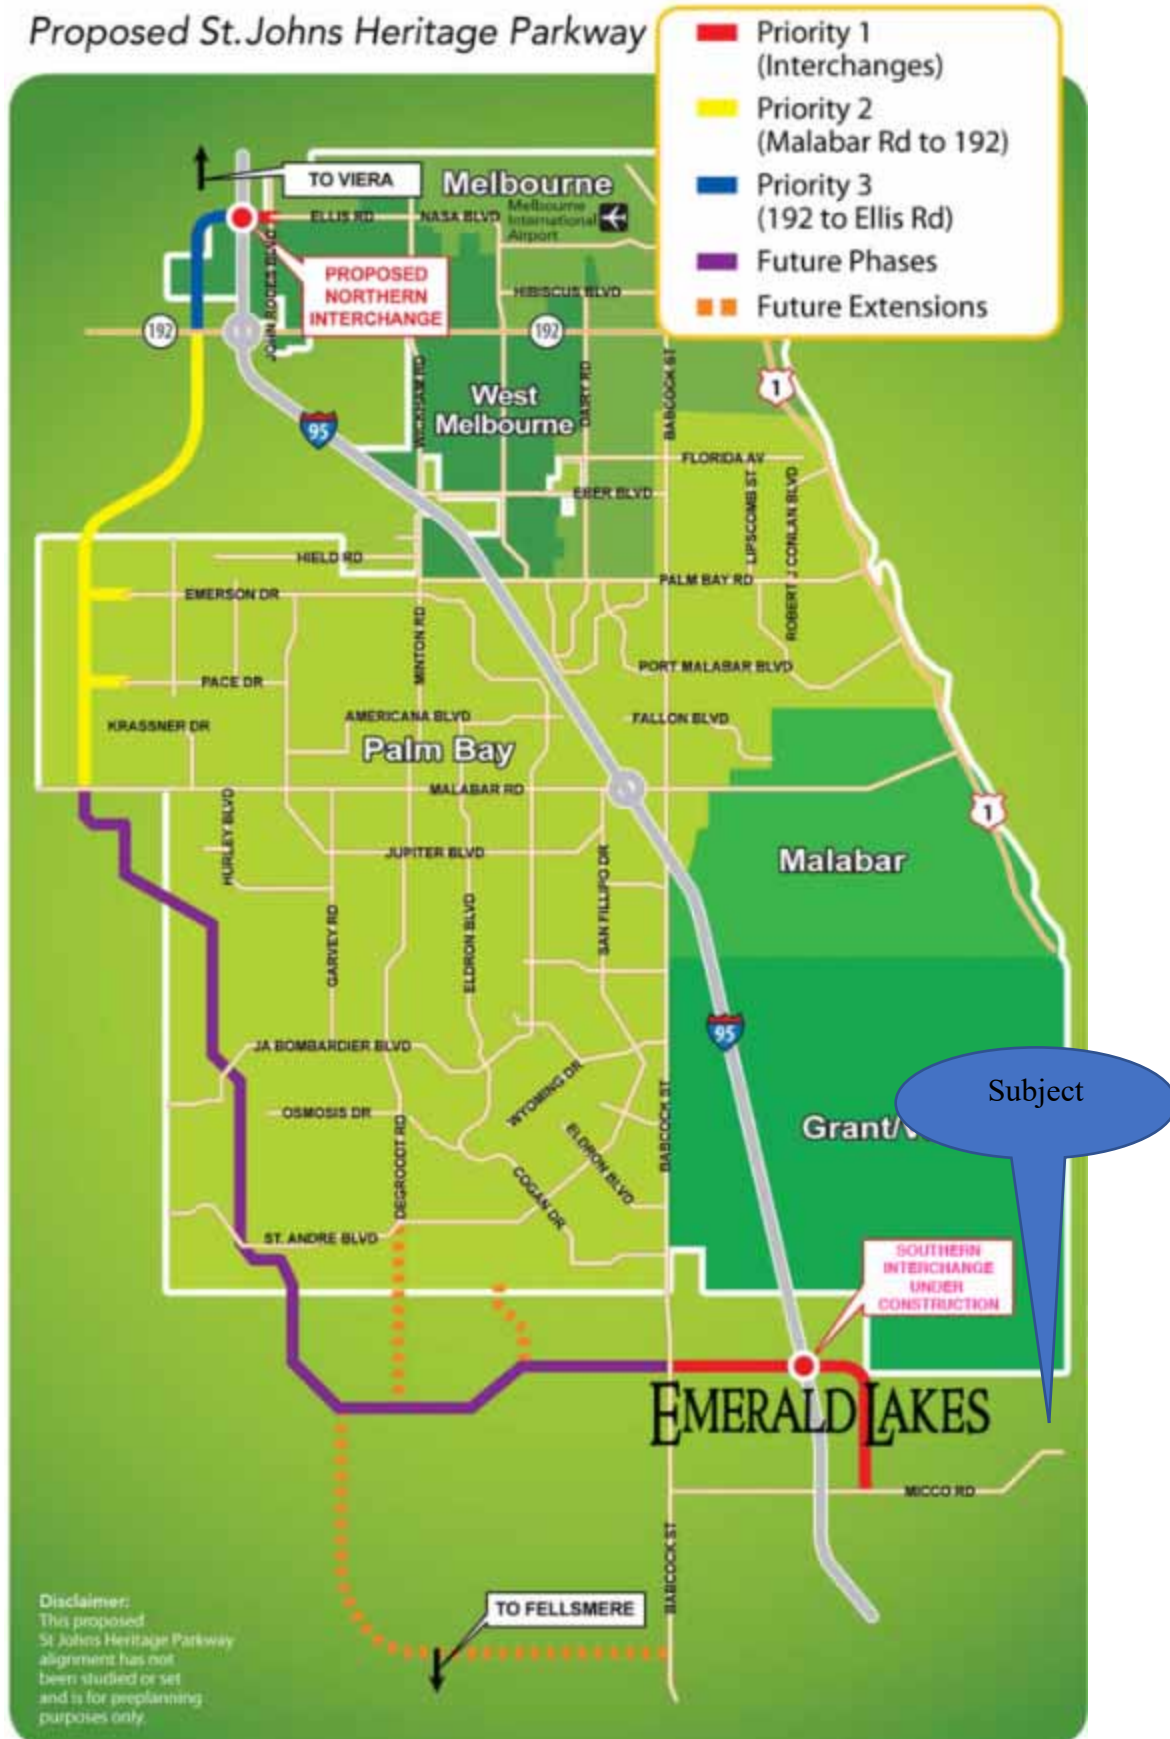 Proposed St. Johns Heritage Parkway
Priority 1
(Interchanges)
Priority 2
(Malabar Rd to 192)
Priority 3
(192 to Ellis Rd)
Future Phases
Future Extensions
TO VIERA
Melbourne
ELLIS RD
NASA BLVD
Melbourne
International
Airport
JOHN RODES BLVD
PROPOSED
NORTHERN
INTERCHANGE
HIBISCUS BLVD
192
192
1
WICKHAM RD
West
Melbourne
DAIRY RD
BABCOCK ST
95
FLORIDA AV
EBER BLVD
LIPSCOMB ST
ROBERT J CONLAN BLVD
HIELD RD
PALM BAY RD
EMERSON DR
MINTON RD
PORT MALABAR BLVD
PACE DR
KRASSNER DR
AMERICANA BLVD
FALLON BLVD
Palm Bay
MALABAR RD
1
HURLEY BLVD
JUPITER BLVD
SAN FILLIPO DR
Malabar
GARVEY RD
ELDRON BLVD
95
JA BOMBARDIER BLVD
WYOMING DR
BABCOCK ST
Subject
OSMOSIS DR
DEGROODT RD
ELDRON BLVD
Grant/V
COGAN DR
ST. ANDRE BLVD
SOUTHERN
INTERCHANGE
UNDER
CONSTRUCTION
EMERALD LAKES
MICCO RD
BABCOCK ST
TO FELLSMERE
Disclaimer:
This proposed
St Johns Heritage Parkway
alignment has not
been studied or set
and is for preplanning
purposes only.